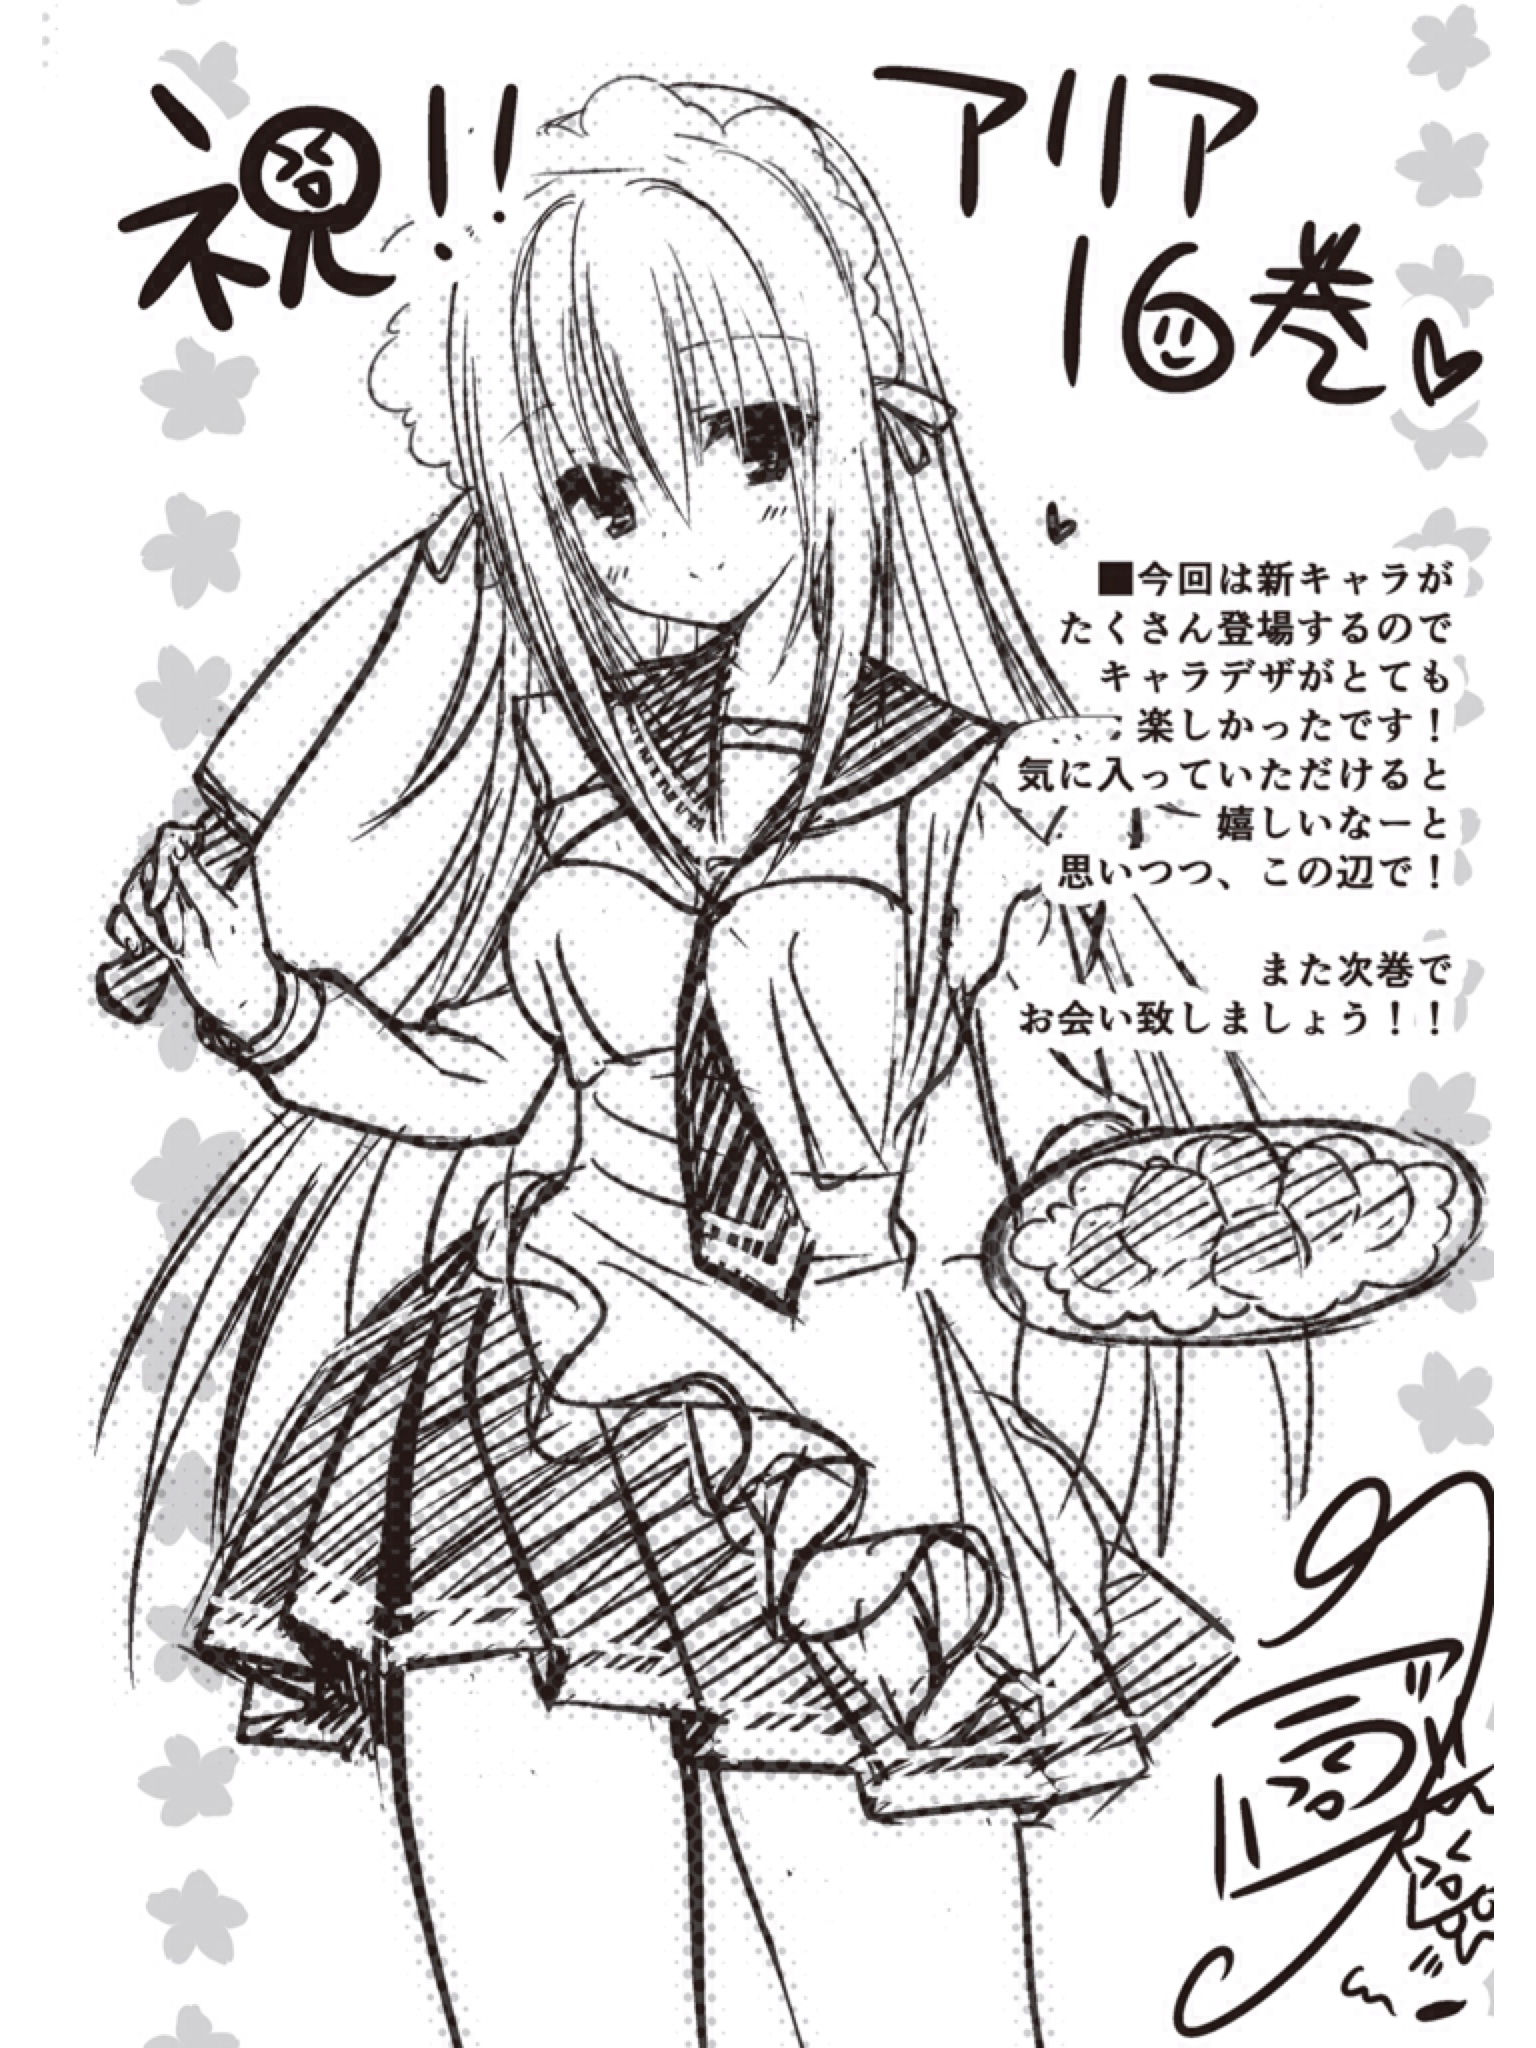 祝!!
アリア
16巻♥
■今回は新キャラが
たくさん登場するので
キャラデザがとても
楽しかったです！
気に入っていただけると
嬉しいなーと
思いつつ、この辺で！
また次巻で
お会い致しましょう！！